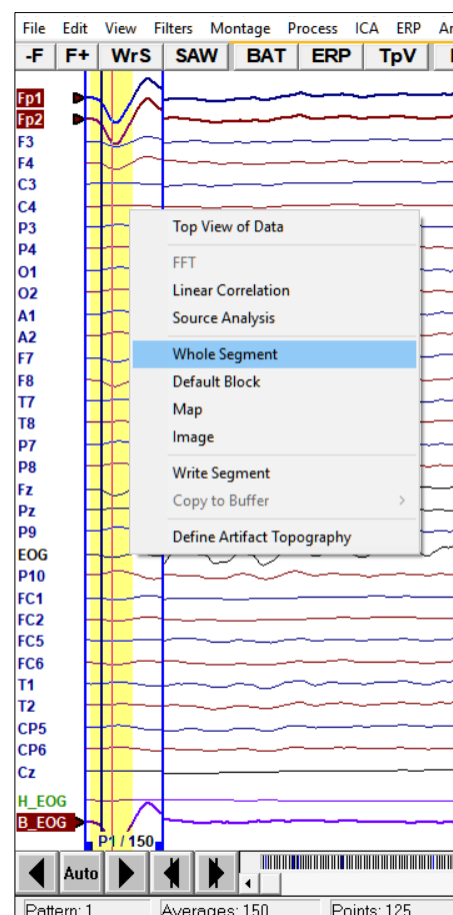 File Edit View Filters Montage Process ICA ERP
-F F+ WrS SAW BAT ERP TpV
Fp1
Fp2
F3
F4
C3
C4
P3
P4
O1
O2
A1
A2
F7
F8
T7
T8
P7
P8
Fz
Pz
P9
EOG
P10
FC1
FC2
FC5
FC6
T1
T2
CP5
CP6
Cz
H_EOG
B_EOG
Top View of Data
FFT
Linear Correlation
Source Analysis
Whole Segment
Default Block
Map
Image
Write Segment
Copy to Buffer
Define Artifact Topography
P1 / 150
Auto
Pattern: 1 Averages: 150 Points: 125